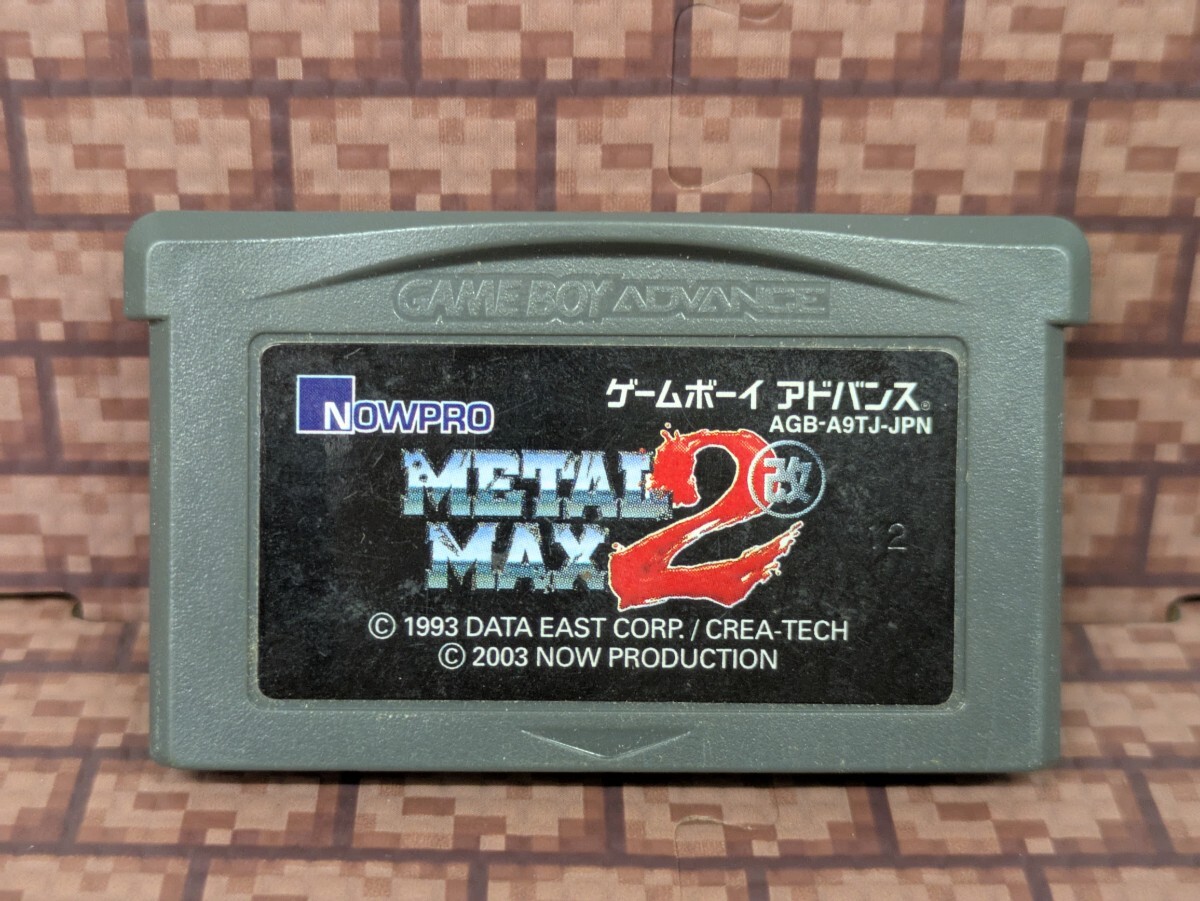 GAME BOY ADVANCE
NOWPRO
ゲームボーイ アドバンス®
AGB-A9TJ-JPN
METAL
MAX 2 改
12
© 1993 DATA EAST CORP. / CREA-TECH
© 2003 NOW PRODUCTION